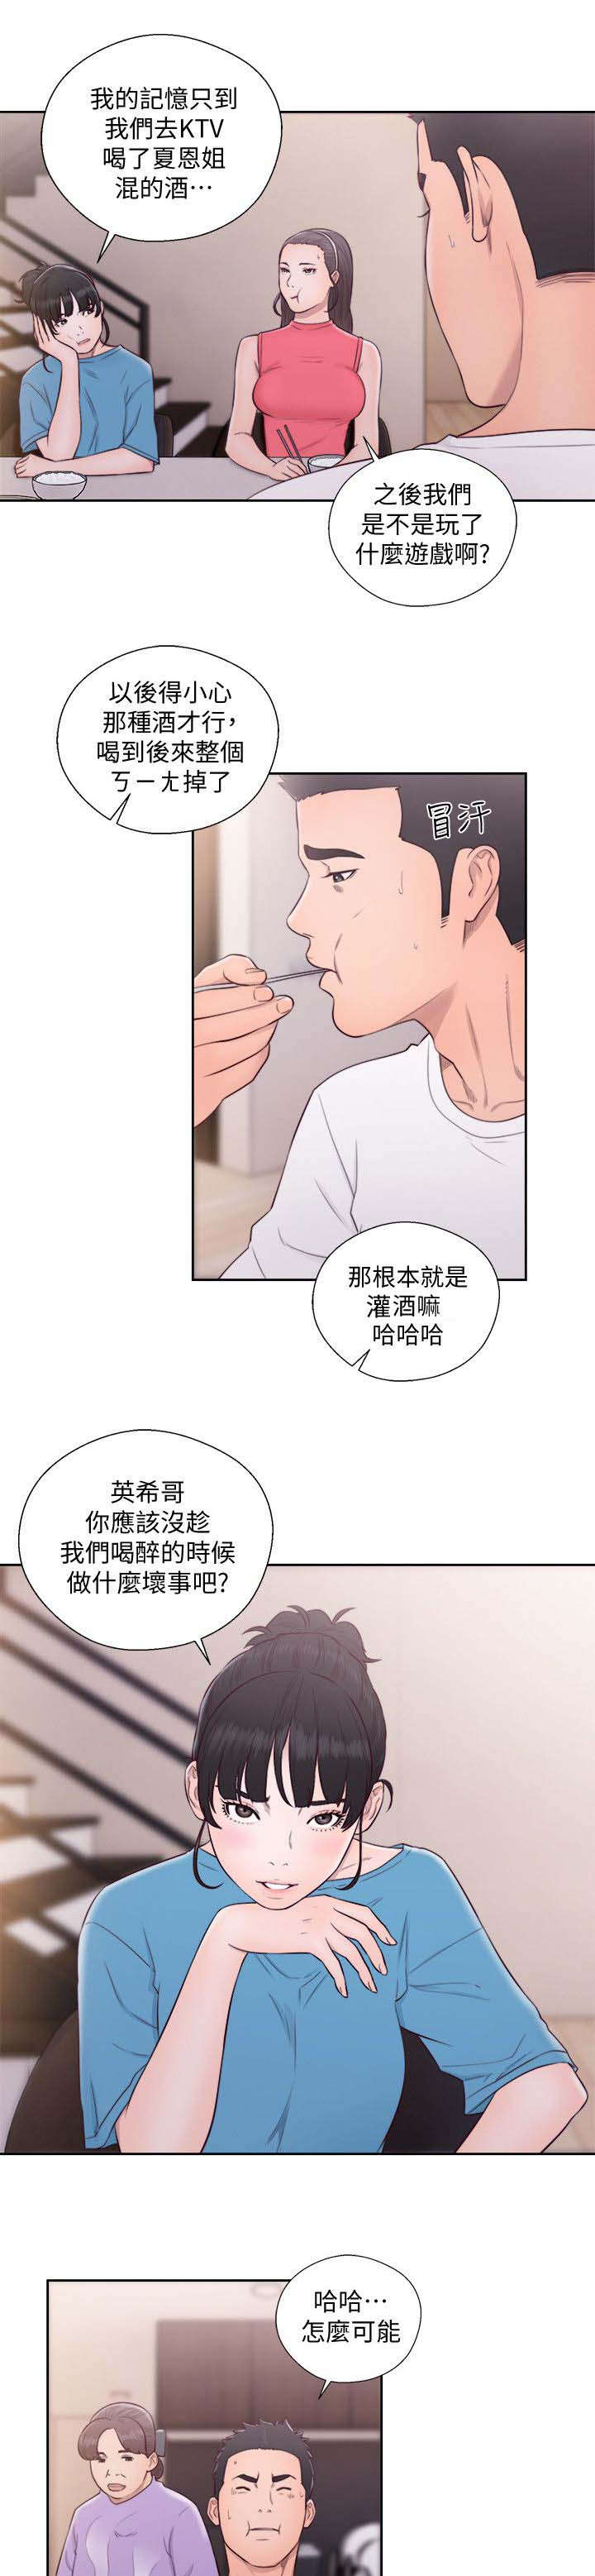 我的記憶只到
我們去KTV
喝了夏恩姐
混的酒…
之後我們
是不是玩了
什麼遊戲啊?
以後得小心
那種酒才行，
喝到後來整個
ㄎㄧㄤ掉了
冒汗
那根本就是
灌酒嘛
哈哈哈
英希哥
你應該沒趁
我們喝醉的時候
做什麼壞事吧?
哈哈…
怎麼可能